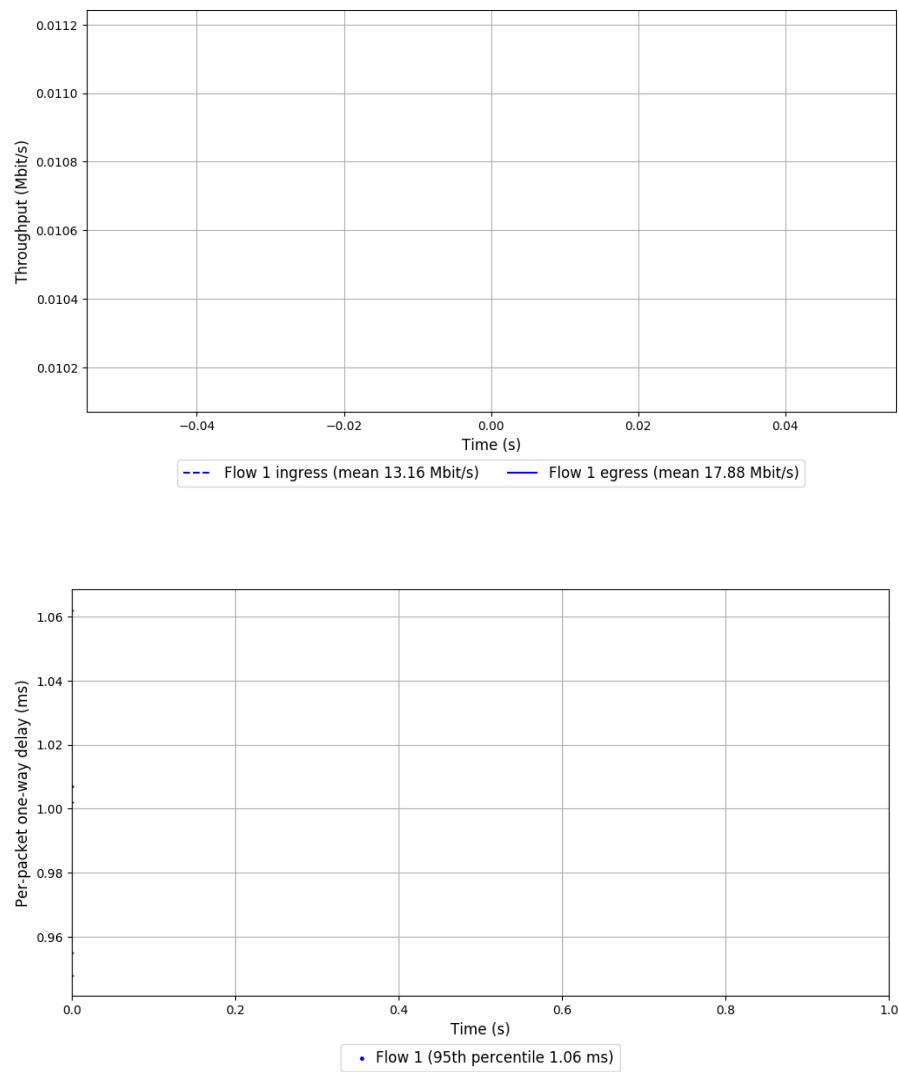 0.0112
0.0110
0.0108
0.0106
0.0104
0.0102
Throughput (Mbit/s)
−0.04 −0.02 0.00 0.02 0.04
Time (s)
Flow 1 ingress (mean 13.16 Mbit/s) Flow 1 egress (mean 17.88 Mbit/s)
1.06
1.04
1.02
1.00
0.98
0.96
Per-packet one-way delay (ms)
0.0 0.2 0.4 0.6 0.8 1.0
Time (s)
Flow 1 (95th percentile 1.06 ms)